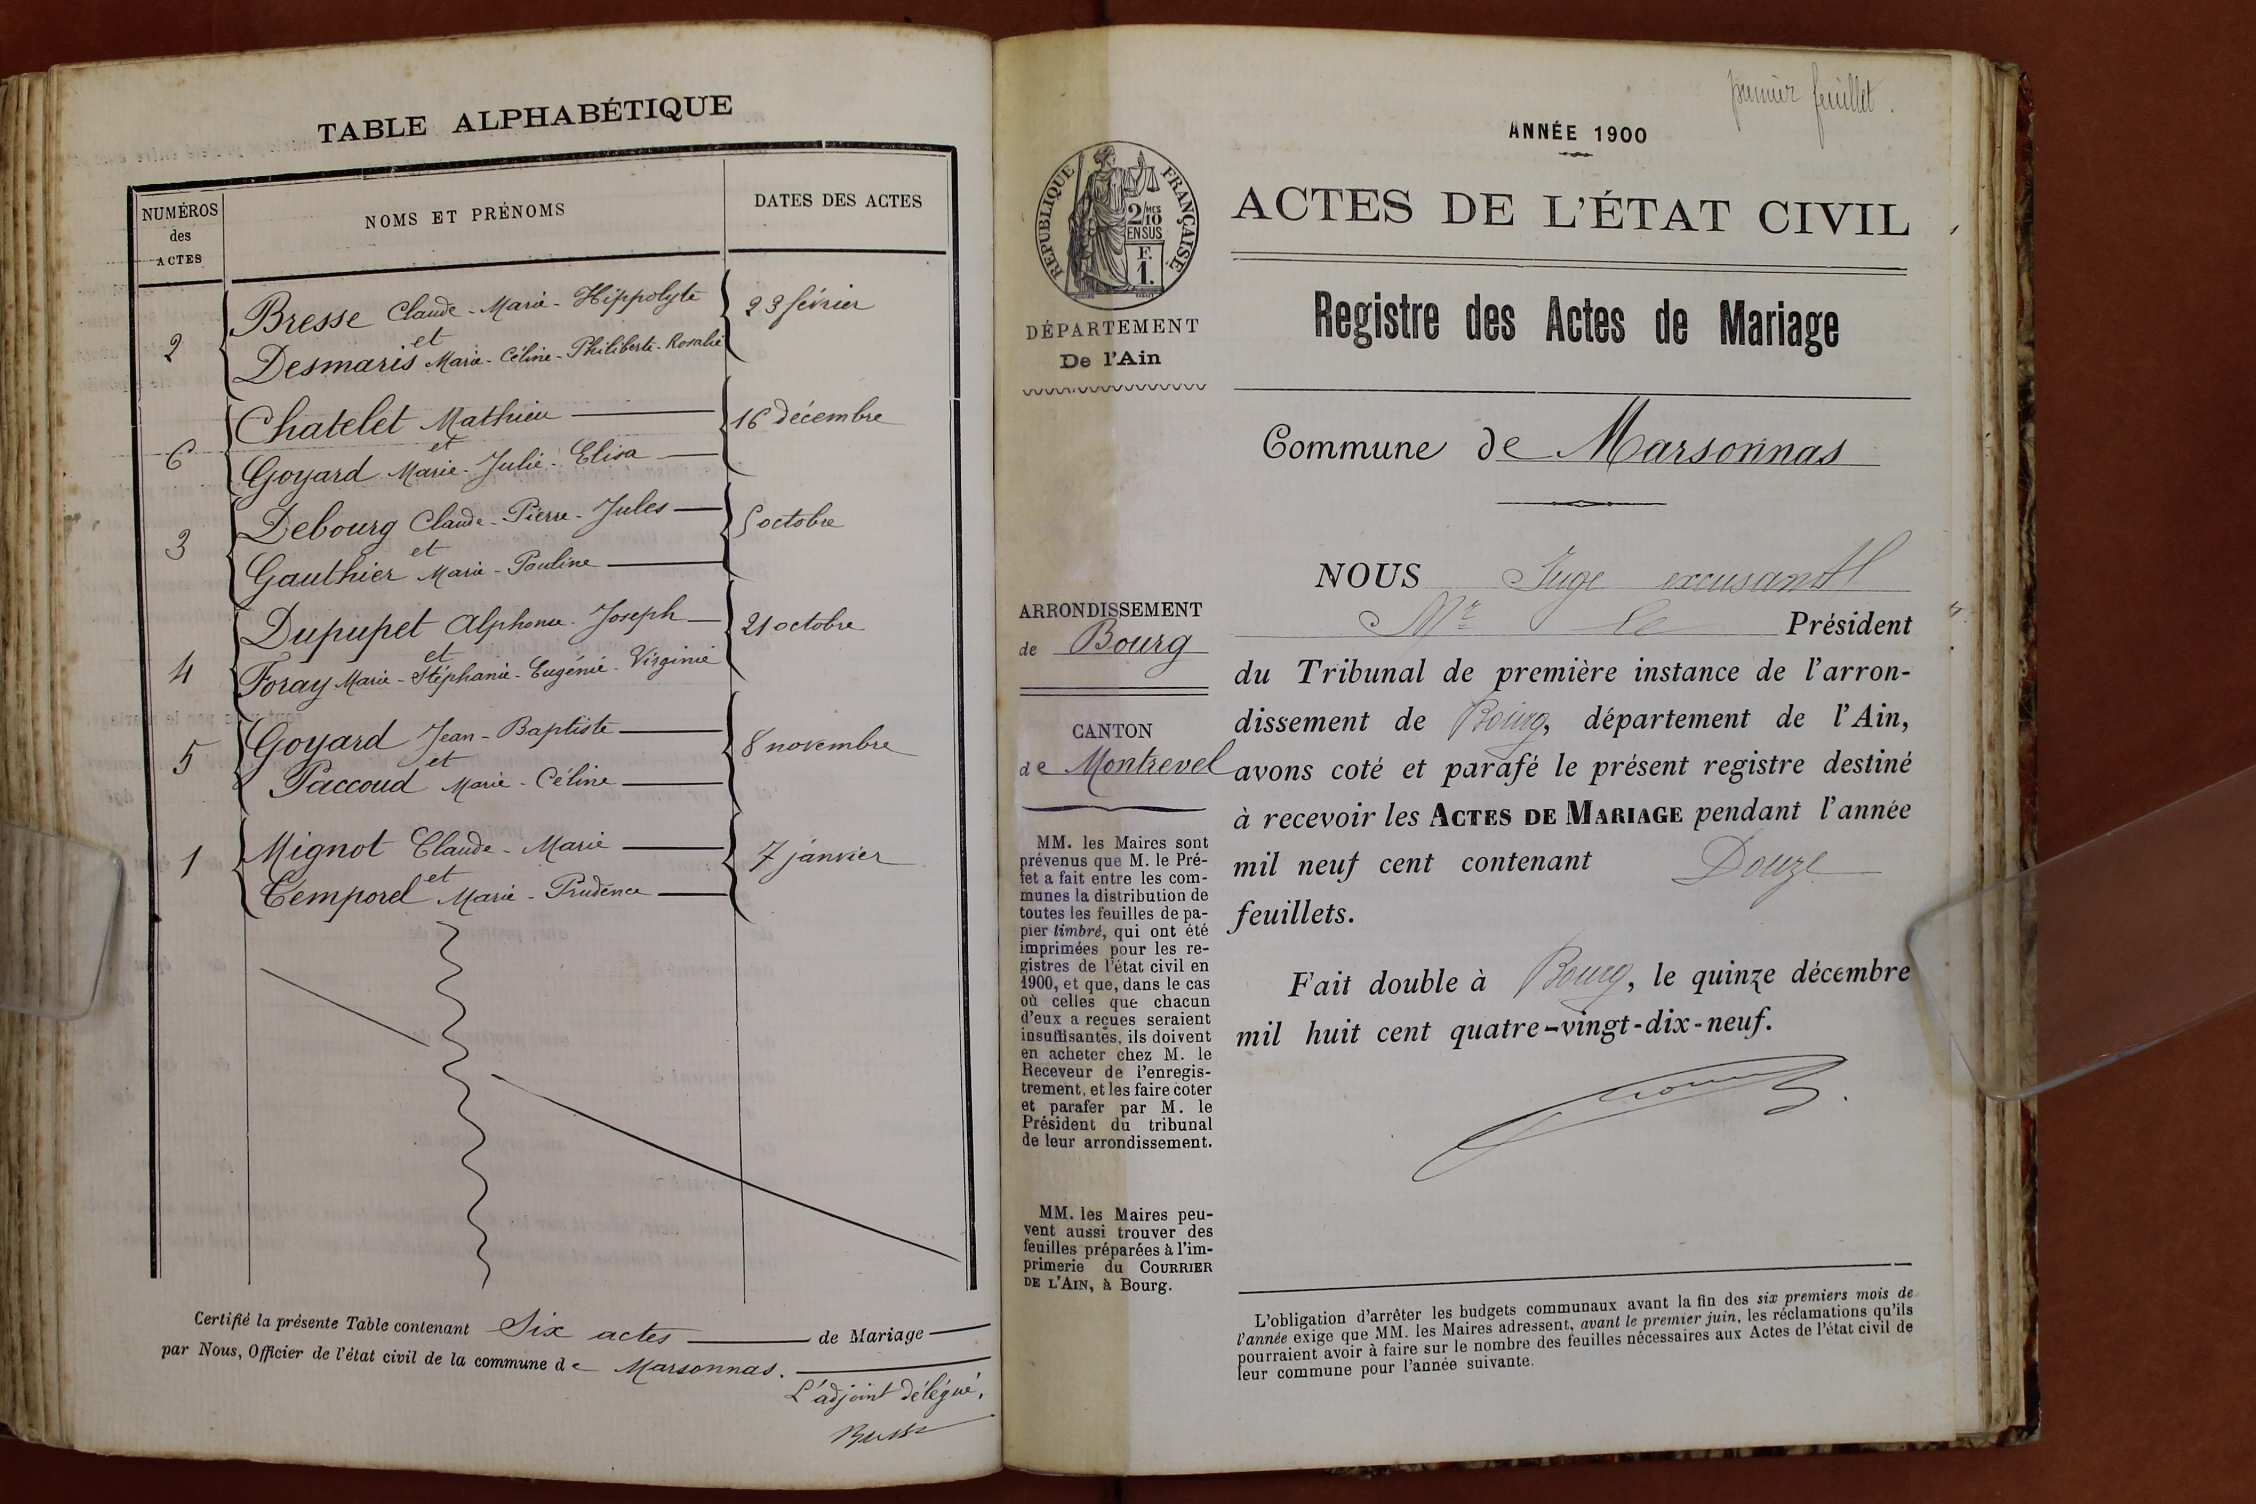 TABLE ALPHABÉTIQUE
NUMÉROS
des
ACTES
NOMS ET PRÉNOMS
DATES DES ACTES
2
Bresse Claude-Marie-Hippolyte
et
Desmaris Marie-Céline-Philiberte-Rosalie
23 février
6
Chatelet Mathieu
et
Goyard Marie-Julie-Elisa
16 décembre
3
Debourg Claude-Pierre-Jules
et
Gauthier Marie-Pauline
5 octobre
4
Dupupet Alphonse-Joseph
et
Foray Marie-Stéphanie-Eugénie-Virginie
21 octobre
5
Goyard Jean-Baptiste
et
Paccoud Marie-Céline
8 novembre
1
Mignot Claude-Marie
et
Temporel Marie-Prudence
7 janvier
Certifié la présente Table contenant Six actes de Mariage
par Nous, Officier de l'état civil de la commune de Marsonnas.
L'adjoint délégué,
premier feuillet.
ANNÉE 1900
RÉPUBLIQUE FRANÇAISE
2/10 MES
EN SUS
F.
1.
DÉPARTEMENT
De l'Ain
ARRONDISSEMENT
de Bourg
CANTON
de Montrevel
MM. les Maires sont
prévenus que M. le Pré-
fet a fait entre les com-
munes la distribution de
toutes les feuilles de pa-
pier timbré, qui ont été
imprimées pour les re-
gistres de l'état civil en
1900, et que, dans le cas
où celles que chacun
d'eux a reçues seraient
insuffisantes, ils doivent
en acheter chez M. le
Receveur de l'enregis-
trement, et les faire coter
et parafer par M. le
Président du tribunal
de leur arrondissement.
MM. les Maires peu-
vent aussi trouver des
feuilles préparées à l'im-
primerie du COURRIER
DE L'AIN, à Bourg.
ACTES DE L'ÉTAT CIVIL
Registre des Actes de Mariage
Commune de Marsonnas
NOUS Juge excusant
Mr le Président
du Tribunal de première instance de l'arron-
dissement de Bourg, département de l'Ain,
avons coté et parafé le présent registre destiné
à recevoir les ACTES DE MARIAGE pendant l'année
mil neuf cent contenant Douze
feuillets.
Fait double à Bourg, le quinze décembre
mil huit cent quatre-vingt-dix-neuf.
L'obligation d'arrêter les budgets communaux avant la fin des six premiers mois de
l'année exige que MM. les Maires adressent, avant le premier juin, les réclamations qu'ils
pourraient avoir à faire sur le nombre des feuilles nécessaires aux Actes de l'état civil de
leur commune pour l'année suivante.